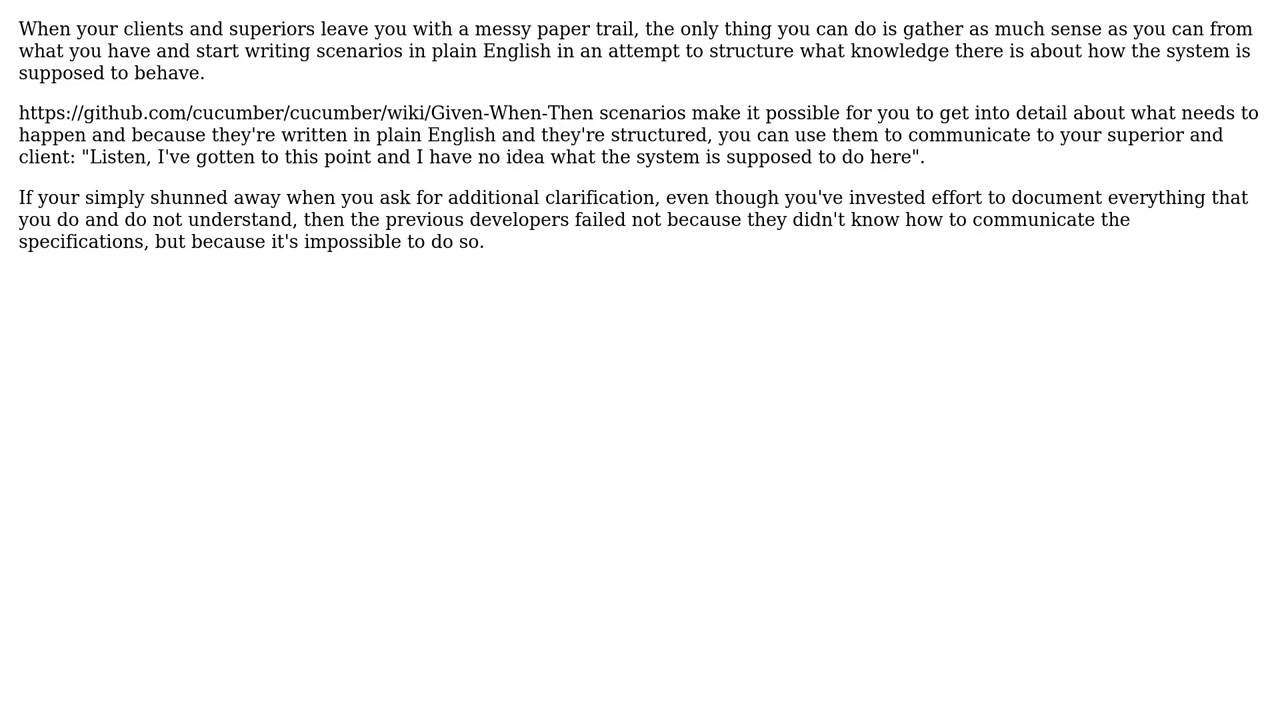 When your clients and superiors leave you with a messy paper trail, the only thing you can do is gather as much sense as you can from
what you have and start writing scenarios in plain English in an attempt to structure what knowledge there is about how the system is
supposed to behave.
https://github.com/cucumber/cucumber/wiki/Given-When-Then scenarios make it possible for you to get into detail about what needs to
happen and because they're written in plain English and they're structured, you can use them to communicate to your superior and
client: "Listen, I've gotten to this point and I have no idea what the system is supposed to do here".
If your simply shunned away when you ask for additional clarification, even though you've invested effort to document everything that
you do and do not understand, then the previous developers failed not because they didn't know how to communicate the
specifications, but because it's impossible to do so.